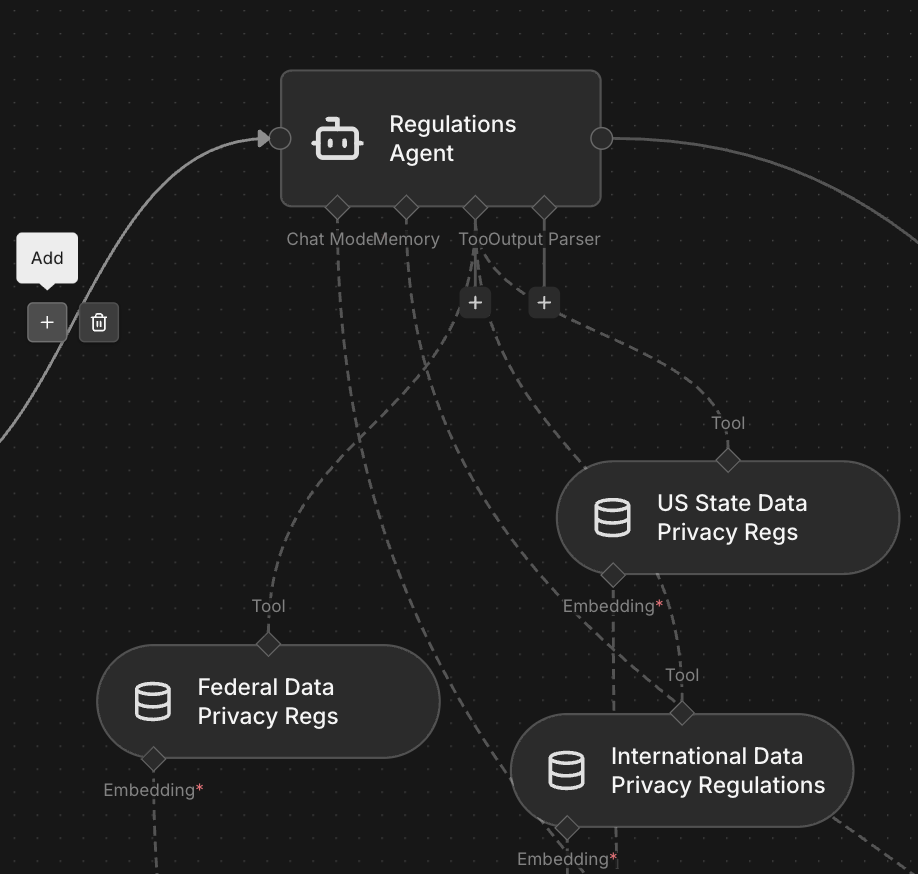 Regulations
Agent
Chat Mode
Memory
Too
Output Parser
Add
Tool
US State Data
Privacy Regs
Embedding*
Tool
Federal Data
Privacy Regs
Embedding*
Tool
International Data
Privacy Regulations
Embedding*